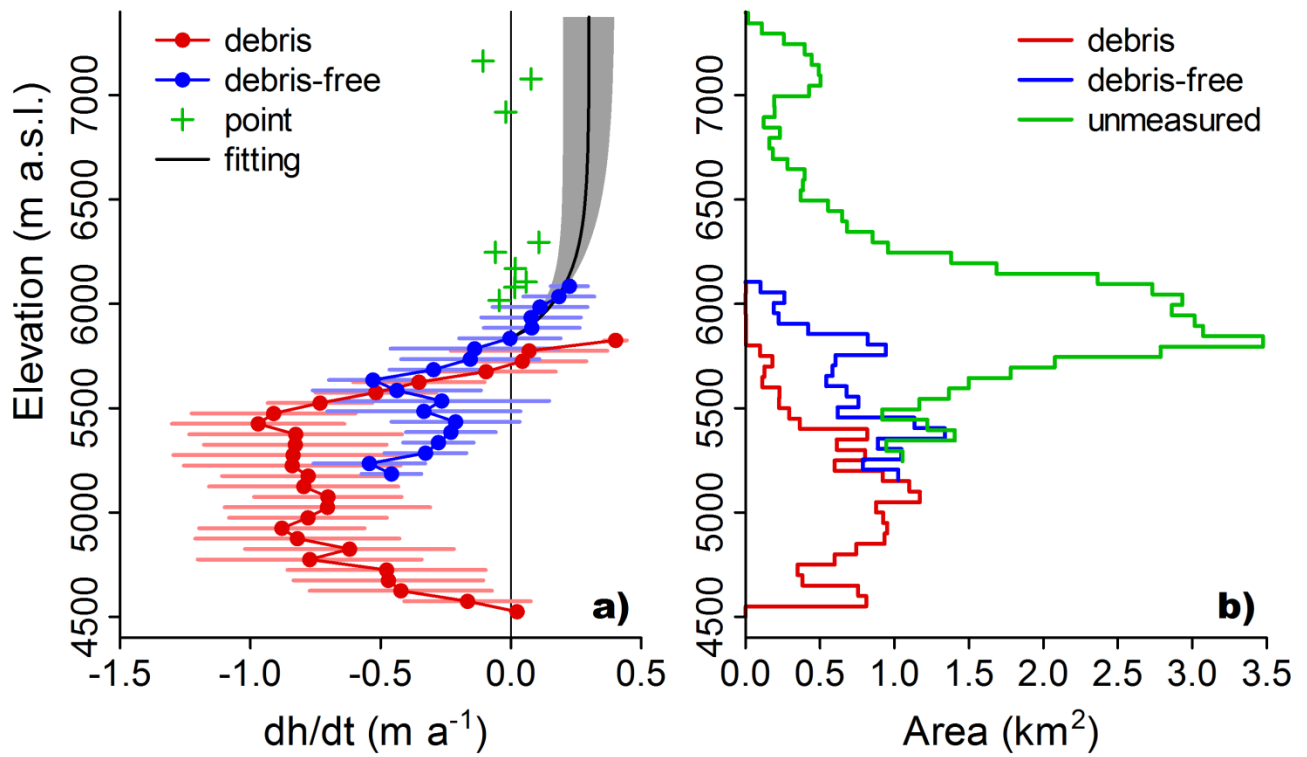 Elevation (m a.s.l.)
4500 5000 5500 6000 6500 7000
debris
debris-free
point
fitting
a)
-1.5 -1.0 -0.5 0.0 0.5
dh/dt (m a⁻¹)
4500 5000 5500 6000 6500 7000
debris
debris-free
unmeasured
b)
0.0 0.5 1.0 1.5 2.0 2.5 3.0 3.5
Area (km²)